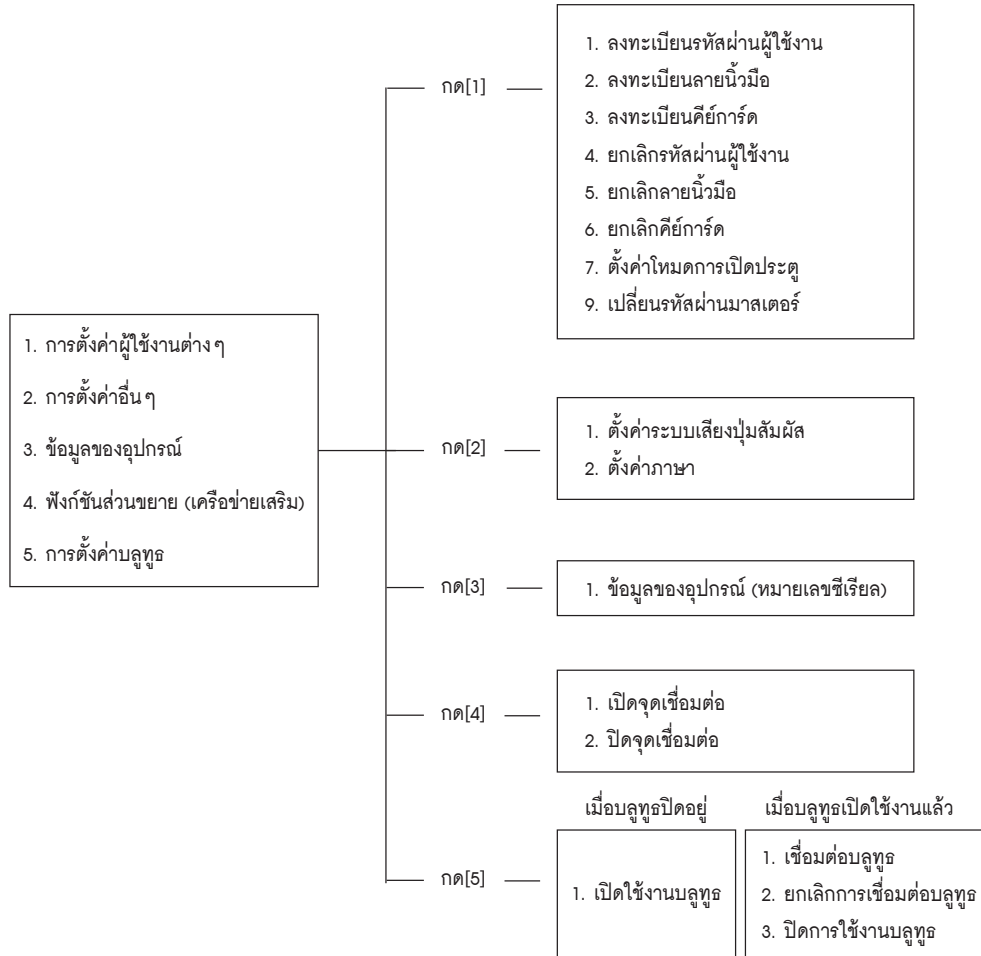 1. การตั้งค่าผู้ใช้งานต่างๆ
2. การตั้งค่าอื่นๆ
3. ข้อมูลของอุปกรณ์
4. ฟังก์ชันส่วนขยาย (เครือข่ายเสริม)
5. การตั้งค่าบลูทูธ
กด[1]
1. ลงทะเบียนรหัสผ่านผู้ใช้งาน
2. ลงทะเบียนลายนิ้วมือ
3. ลงทะเบียนคีย์การ์ด
4. ยกเลิกรหัสผ่านผู้ใช้งาน
5. ยกเลิกลายนิ้วมือ
6. ยกเลิกคีย์การ์ด
7. ตั้งค่าโหมดการเปิดประตู
9. เปลี่ยนรหัสผ่านมาสเตอร์
กด[2]
1. ตั้งค่าระบบเสียงปุ่มสัมผัส
2. ตั้งค่าภาษา
กด[3]
1. ข้อมูลของอุปกรณ์ (หมายเลขซีเรียล)
กด[4]
1. เปิดจุดเชื่อมต่อ
2. ปิดจุดเชื่อมต่อ
กด[5]
เมื่อบลูทูธปิดอยู่
1. เปิดใช้งานบลูทูธ
เมื่อบลูทูธเปิดใช้งานแล้ว
1. เชื่อมต่อบลูทูธ
2. ยกเลิกการเชื่อมต่อบลูทูธ
3. ปิดการใช้งานบลูทูธ